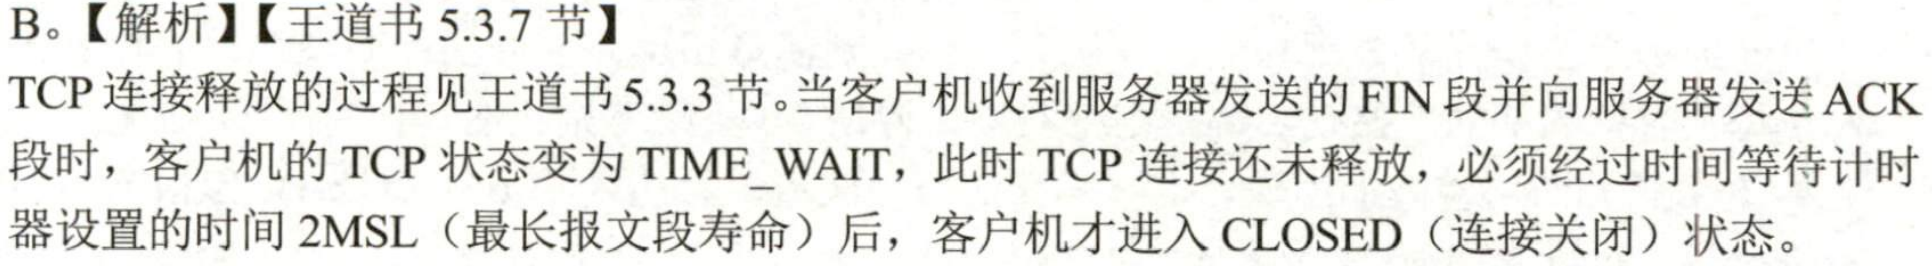 B。【解析】【王道书 5.3.7 节】
TCP 连接释放的过程见王道书 5.3.3 节。当客户机收到服务器发送的 FIN 段并向服务器发送 ACK
段时，客户机的 TCP 状态变为 TIME_WAIT，此时 TCP 连接还未释放，必须经过时间等待计时
器设置的时间 2MSL（最长报文段寿命）后，客户机才进入 CLOSED（连接关闭）状态。